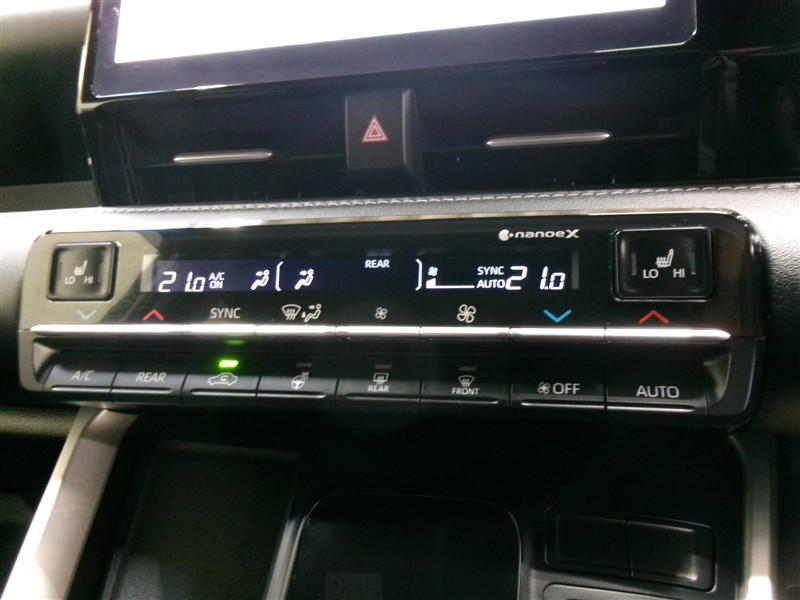 nanoeX
LO HI
21.0 A/C ON
REAR
SYNC AUTO 21.0
LO HI
SYNC
A/C
REAR
REAR
FRONT
OFF
AUTO